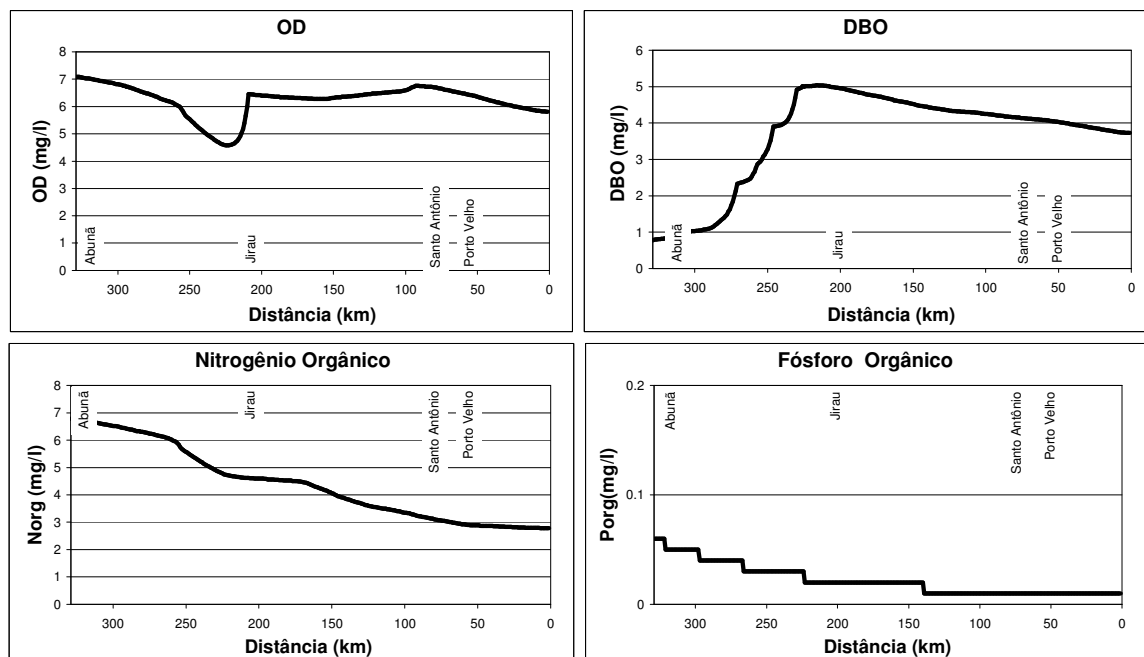 OD
OD (mg/l)
8
7
6
5
4
3
2
1
0
Abunã
Jirau
Santo Antônio
Porto Velho
300 250 200 150 100 50 0
Distância (km)
DBO
DBO (mg/l)
6
5
4
3
2
1
0
Abunã
Jirau
Santo Antônio
Porto Velho
300 250 200 150 100 50 0
Distância (km)
Nitrogênio Orgânico
Norg (mg/l)
8
7
6
5
4
3
2
1
0
Abunã
Jirau
Santo Antônio
Porto Velho
300 250 200 150 100 50 0
Distância (km)
Fósforo Orgânico
Porg(mg/l)
0.2
0.1
0
Abunã
Jirau
Santo Antônio
Porto Velho
300 250 200 150 100 50 0
Distância (km)